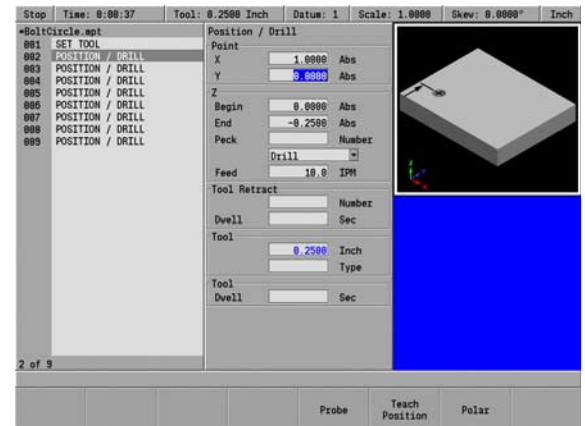 Stop Time: 0:00:37 Tool: 0.2500 Inch Datum: 1 Scale: 1.0000 Skew: 0.0000° Inch
*BoltCircle.mpt
001 SET TOOL
002 POSITION / DRILL
003 POSITION / DRILL
004 POSITION / DRILL
005 POSITION / DRILL
006 POSITION / DRILL
007 POSITION / DRILL
008 POSITION / DRILL
009 POSITION / DRILL
2 of 9
Position / Drill
Point
X 1.0000 Abs
Y 0.0000 Abs
Z
Begin 0.0000 Abs
End -0.2500 Abs
Peck Number
Drill
Feed 10.0 IPM
Tool Retract
Number
Dwell Sec
Tool
0.2500 Inch
Type
Tool
Dwell Sec
Probe Teach Position Polar